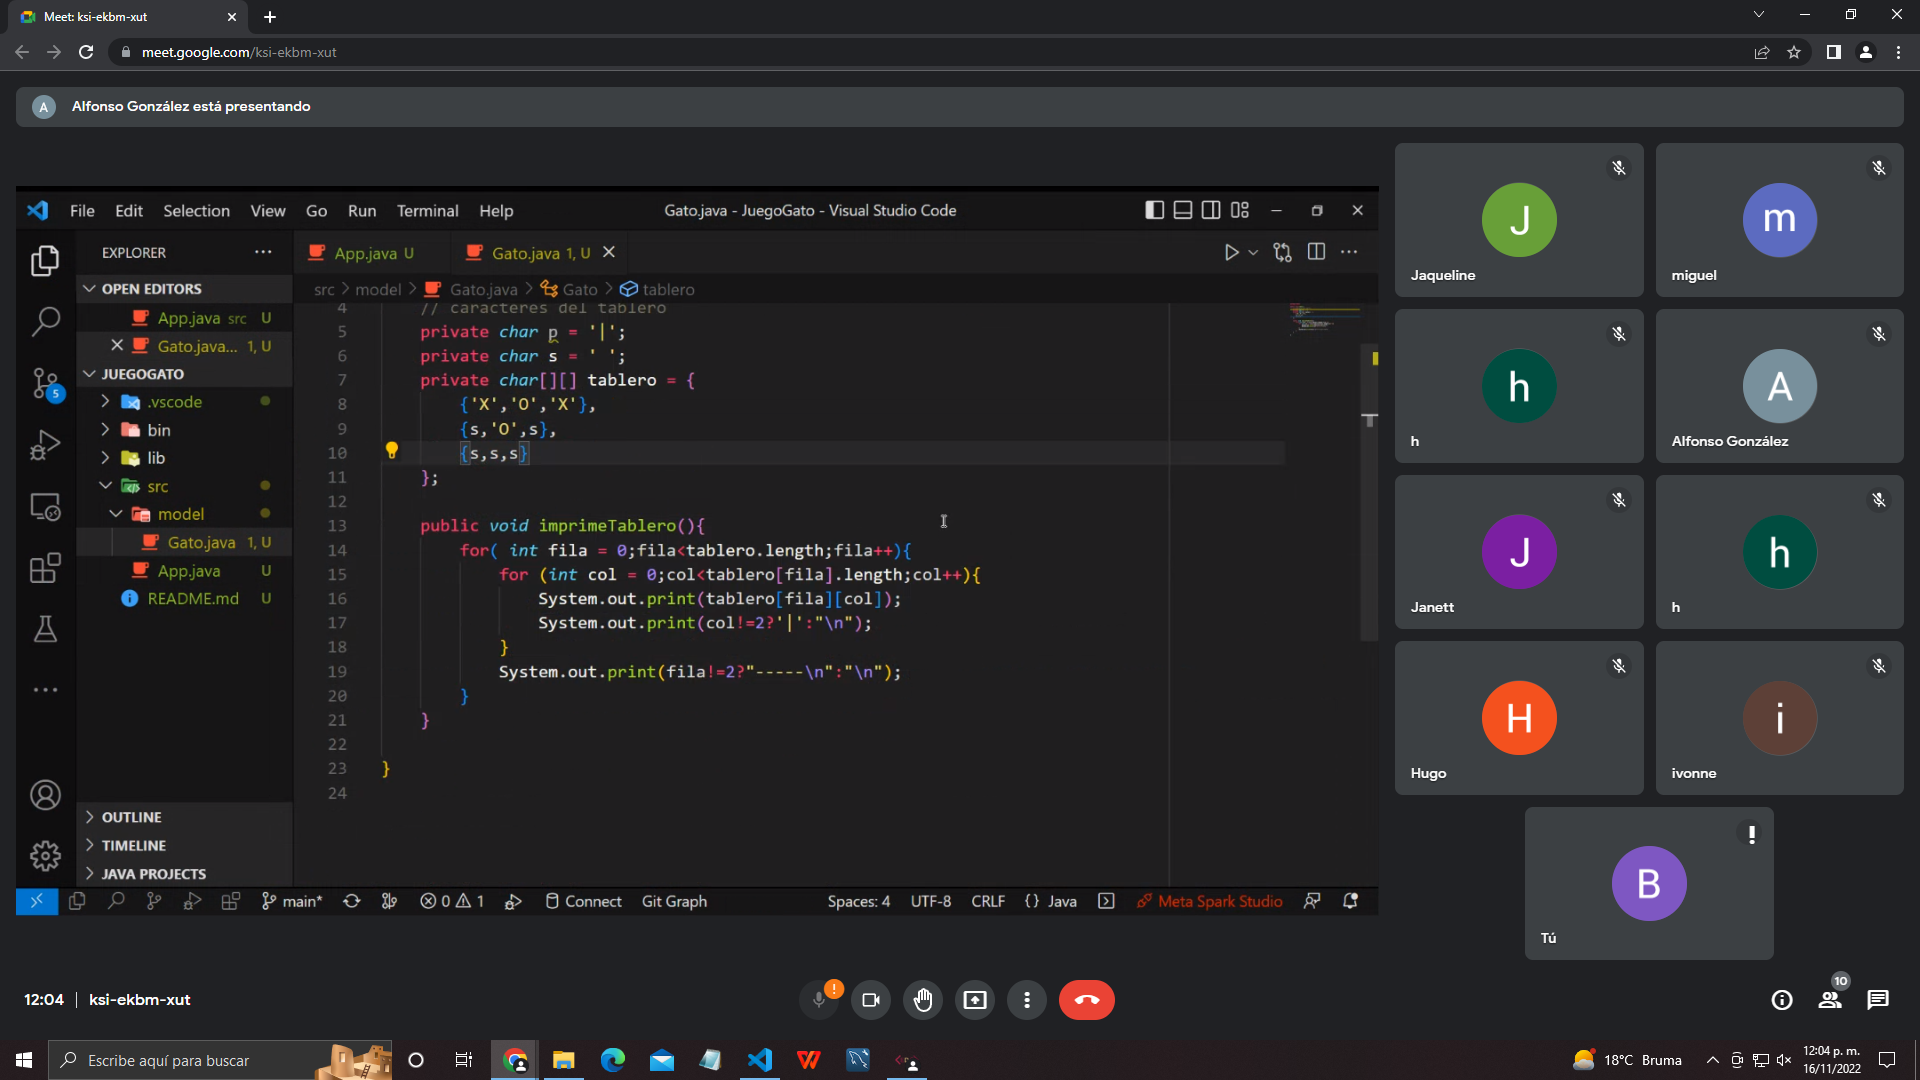 Meet: ksi-ekbm-xut
meet.google.com/ksi-ekbm-xut
A
Alfonso González está presentando
File Edit Selection View Go Run Terminal Help
Gato.java - JuegoGato - Visual Studio Code
EXPLORER
App.java U
Gato.java 1, U
OPEN EDITORS
App.java src U
Gato.java... 1, U
JUEGOGATO
.vscode
bin
lib
src
model
Gato.java 1, U
App.java U
README.md U
OUTLINE
TIMELINE
JAVA PROJECTS
5
src > model > Gato.java > Gato > tablero
4 // caracteres del tablero
5 private char p = '|';
6 private char s = ' ';
7 private char[][] tablero = {
8 {'X','O','X'},
9 {s,'O',s},
10 {s,s,s}
11 };
12
13 public void imprimeTablero(){
14 for( int fila = 0;fila<tablero.length;fila++){
15 for (int col = 0;col<tablero[fila].length;col++){
16 System.out.print(tablero[fila][col]);
17 System.out.print(col!=2?'|':"\n");
18 }
19 System.out.print(fila!=2?"-----\n":"\n");
20 }
21 }
22
23 }
24
main* 0 1 Connect Git Graph
Spaces: 4 UTF-8 CRLF {} Java Meta Spark Studio
J
Jaqueline
m
miguel
h
h
A
Alfonso González
J
Janett
h
h
H
Hugo
i
ivonne
B
Tú
12:04 | ksi-ekbm-xut
!
10
Escribe aquí para buscar
18°C Bruma
12:04 p. m.
16/11/2022